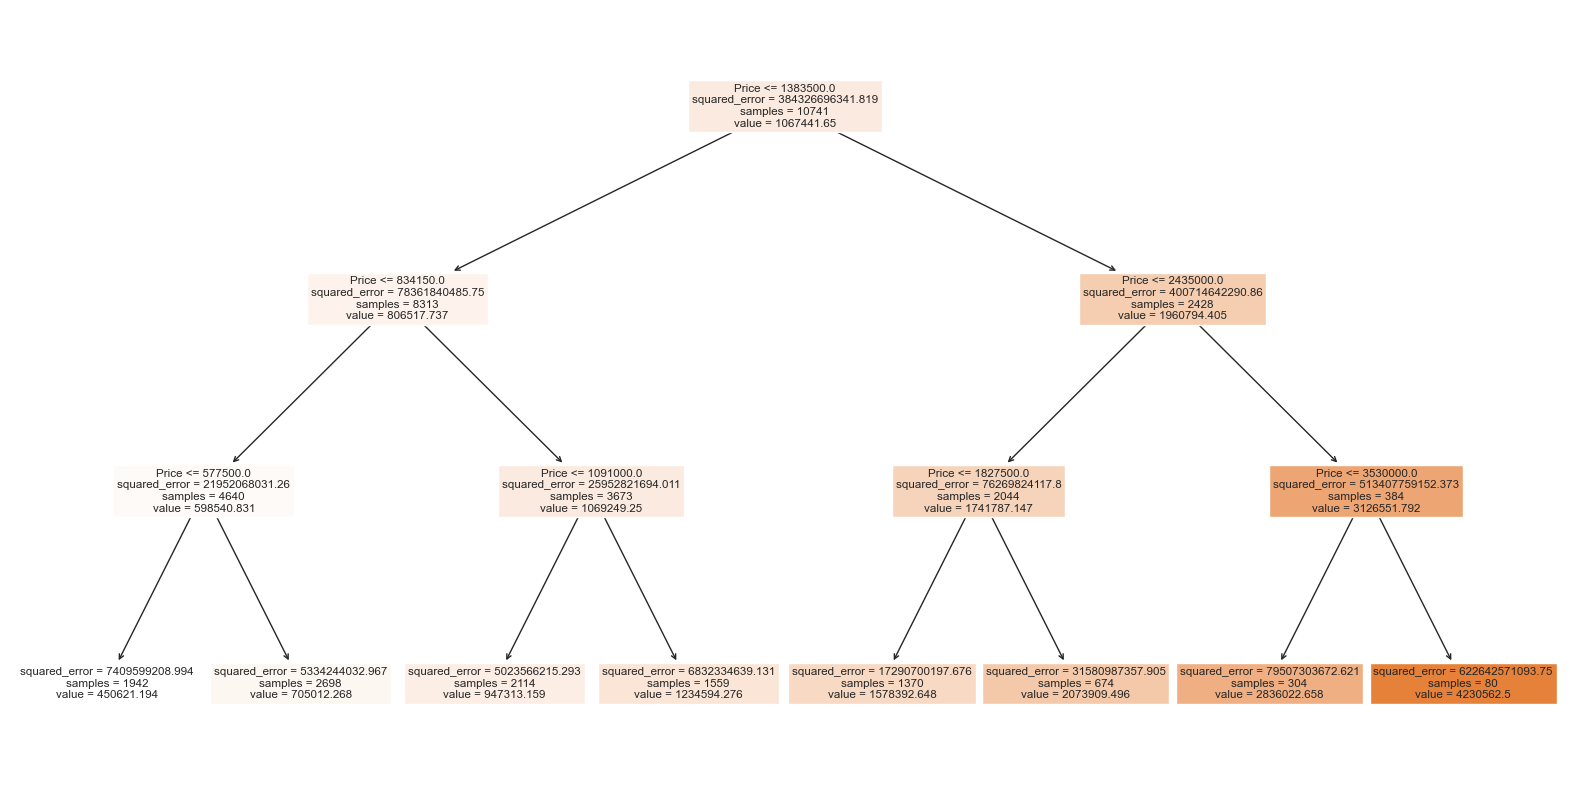 Price <= 1383500.0
squared_error = 384326696341.819
samples = 10741
value = 1067441.65
Price <= 834150.0
squared_error = 78361840485.75
samples = 8313
value = 806517.737
Price <= 2435000.0
squared_error = 400714642290.86
samples = 2428
value = 1960794.405
Price <= 577500.0
squared_error = 21952068031.26
samples = 4640
value = 598540.831
Price <= 1091000.0
squared_error = 25952821694.011
samples = 3673
value = 1069249.25
Price <= 1827500.0
squared_error = 76269824117.8
samples = 2044
value = 1741787.147
Price <= 3530000.0
squared_error = 513407759152.373
samples = 384
value = 3126551.792
squared_error = 7409599208.994
samples = 1942
value = 450621.194
squared_error = 5334244032.967
samples = 2698
value = 705012.268
squared_error = 5023566215.293
samples = 2114
value = 947313.159
squared_error = 6832334639.131
samples = 1559
value = 1234594.276
squared_error = 17290700197.676
samples = 1370
value = 1578392.648
squared_error = 31580987357.905
samples = 674
value = 2073909.496
squared_error = 79507303672.621
samples = 304
value = 2836022.658
squared_error = 622642571093.75
samples = 80
value = 4230562.5